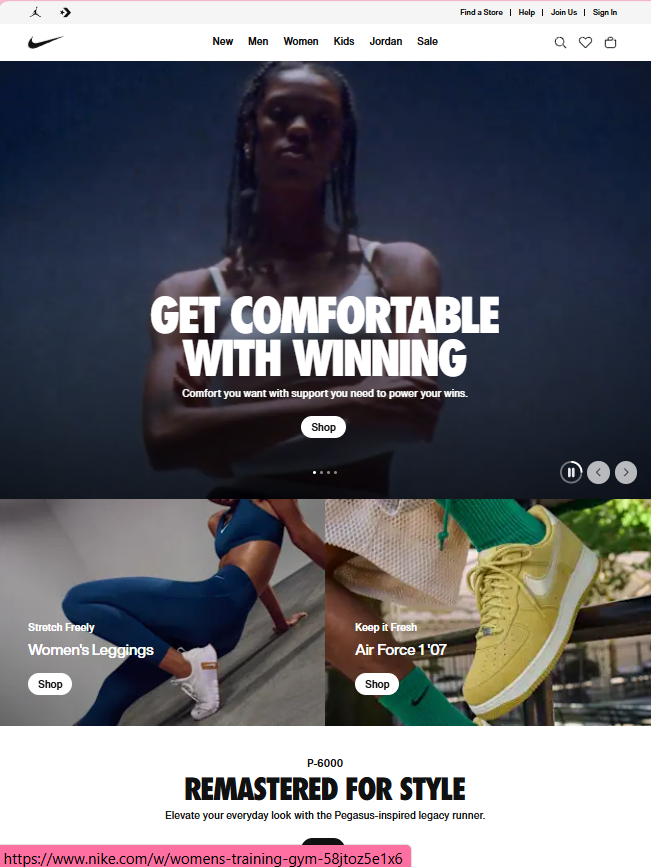 Find a Store | Help | Join Us | Sign In
New Men Women Kids Jordan Sale
GET COMFORTABLE
WITH WINNING
Comfort you want with support you need to power your wins.
Shop
Stretch Freely
Women's Leggings
Shop
Keep it Fresh
Air Force 1 '07
Shop
P-6000
REMASTERED FOR STYLE
Elevate your everyday look with the Pegasus-inspired legacy runner.
https://www.nike.com/w/womens-training-gym-58jtoz5e1x6